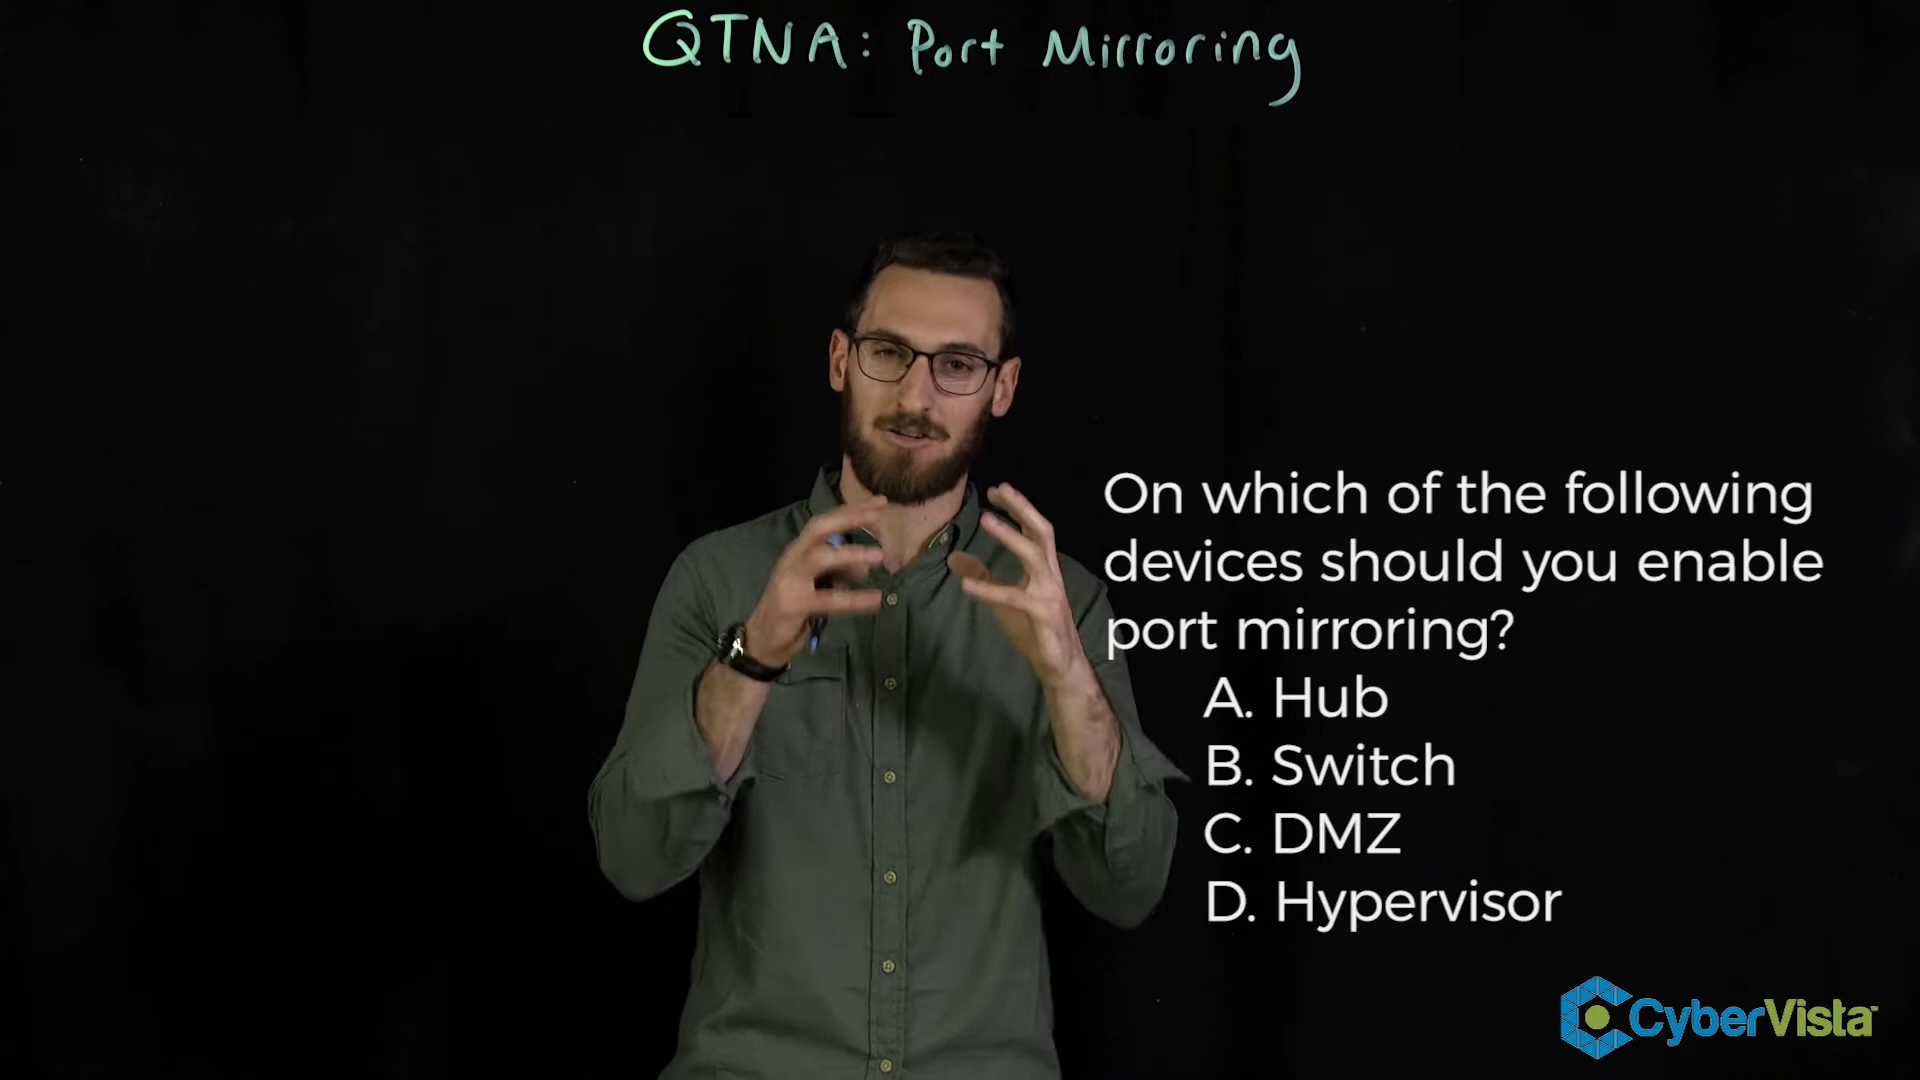 QTNA: Port Mirroring
On which of the following
devices should you enable
port mirroring?
A. Hub
B. Switch
C. DMZ
D. Hypervisor
CyberVista